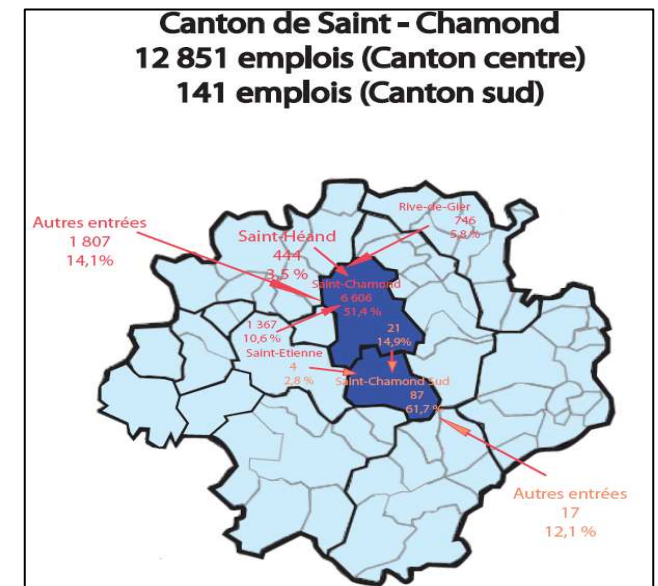 Canton de Saint - Chamond
12 851 emplois (Canton centre)
141 emplois (Canton sud)
Rive-de-Gier
746
5,8 %
Autres entrées
1 807
14,1%
Saint-Héand
444
3,5 %
Saint-Chamond
6 606
51,4 %
1 367
10,6 %
21
14,9%
Saint-Etienne
4
2,8 %
Saint-Chamond Sud
87
61,7 %
Autres entrées
17
12,1 %